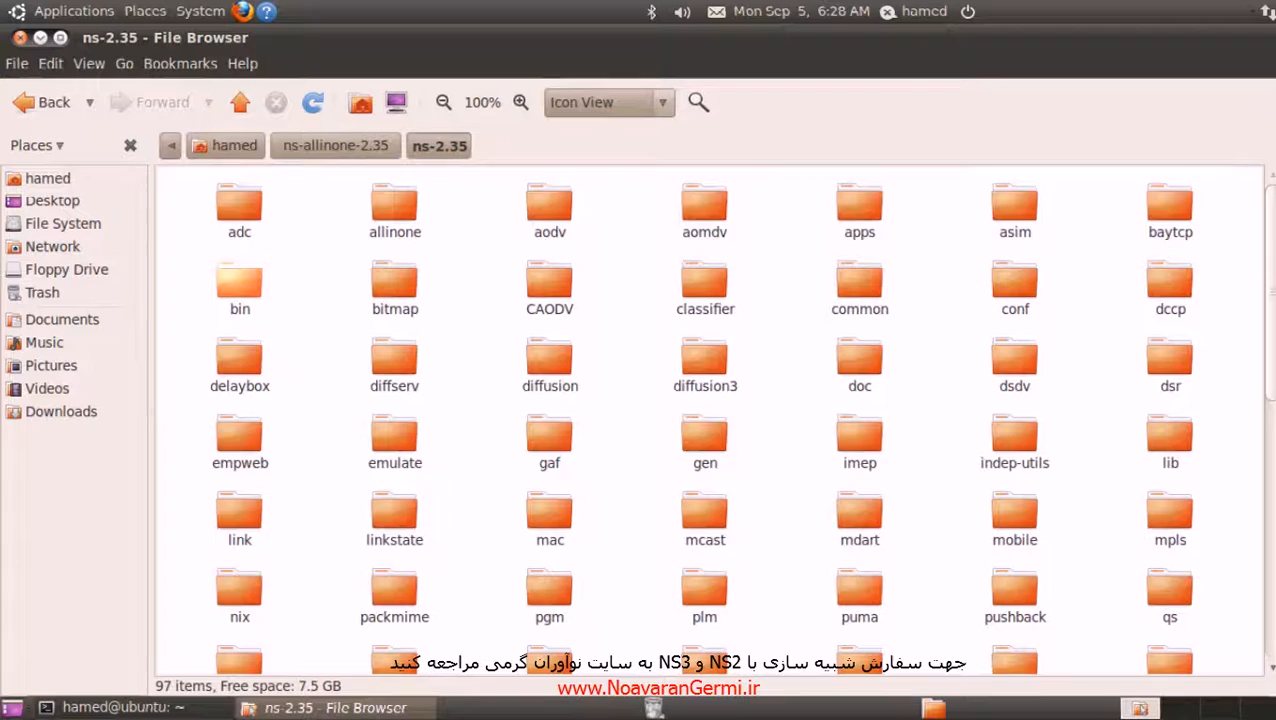 Applications Places System Mon Sep 5, 6:28 AM hamed
ns-2.35 - File Browser
File Edit View Go Bookmarks Help
Back Forward 100% Icon View
Places hamed ns-allinone-2.35 ns-2.35
hamed
Desktop
File System
Network
Floppy Drive
Trash
Documents
Music
Pictures
Videos
Downloads
adc allinone aodv aomdv apps asim baytcp
bin bitmap CAODV classifier common conf dccp
delaybox diffserv diffusion diffusion3 doc dsdv dsr
empweb emulate gaf gen imep indep-utils lib
link linkstate mac mcast mdart mobile mpls
nix packmime pgm plm puma pushback qs
جهت سفارش شبیه سازی با NS2 و NS3 به سایت نوآوران گرمی مراجعه کنید
97 items, Free space: 7.5 GB
www.NoavaranGermi.ir
hamed@ubuntu: ~ ns-2.35 - File Browser